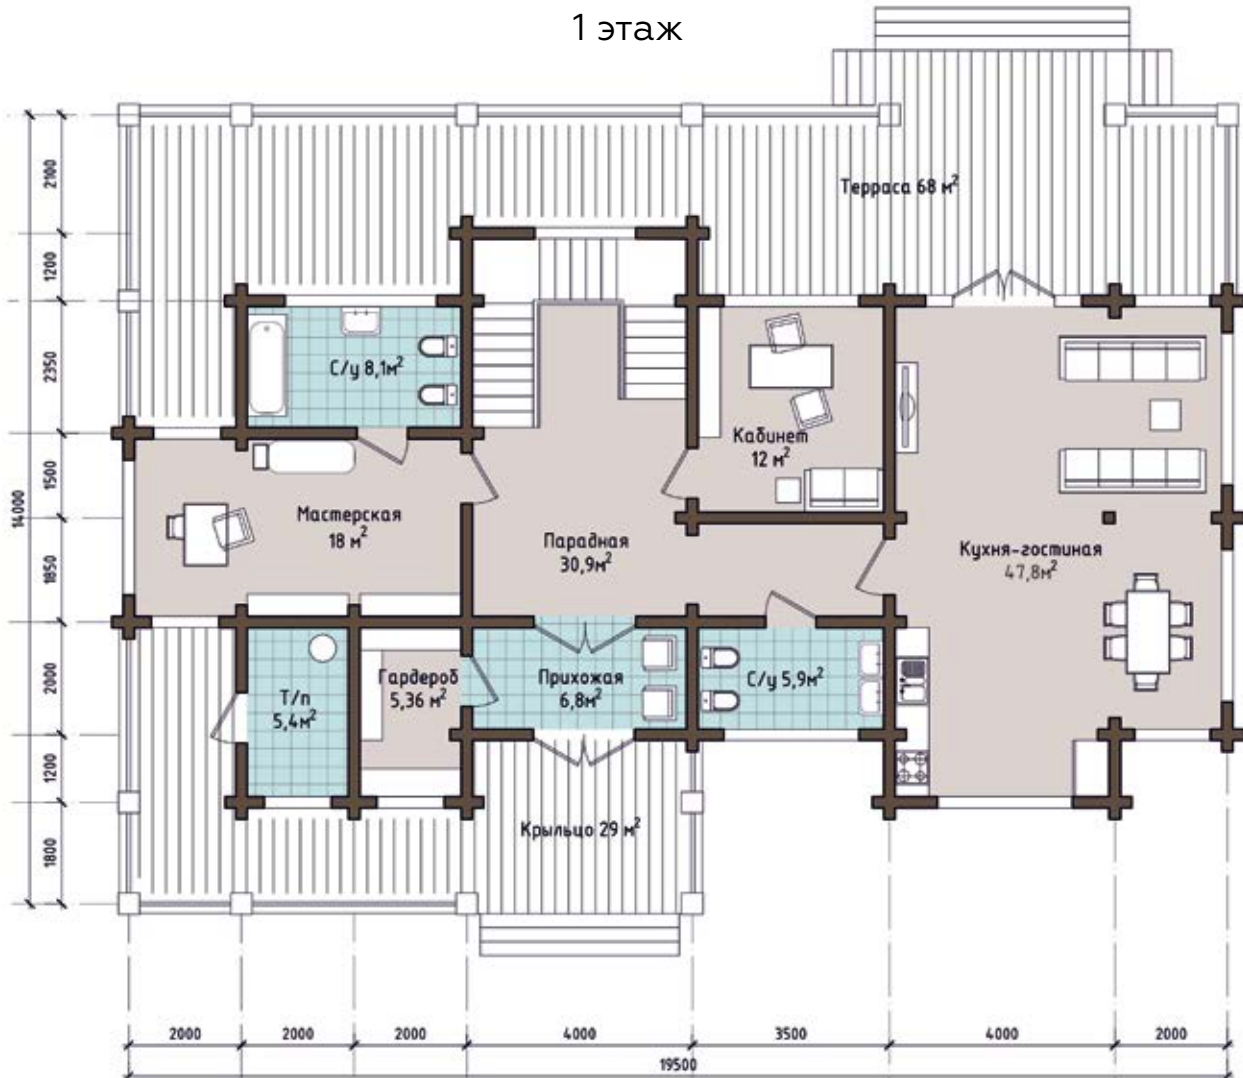 1 этаж
Терраса 68 м²
С/у 8,1м²
Кабинет
12 м²
Мастерская
18 м²
Парадная
30,9м²
Кухня-гостиная
47,8м²
Т/п
5,4м²
Гардероб
5,36 м²
Прихожая
6,8м²
С/у 5,9м²
Крыльцо 29 м²
14000
2100
1200
2350
1500
1850
2000
1200
1800
2000
2000
2000
4000
3500
4000
2000
19500